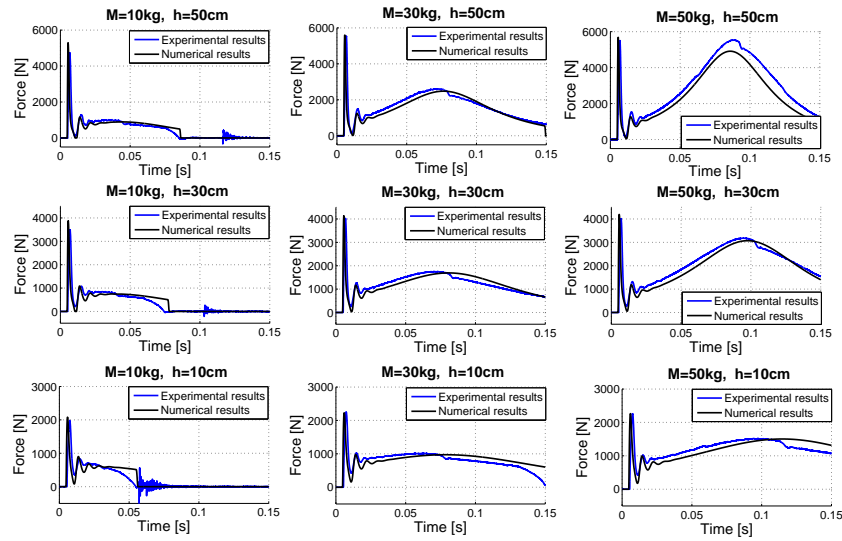 M=10kg, h=50cm
M=30kg, h=50cm
M=50kg, h=50cm
Force [N]
6000
4000
2000
0
Experimental results
Numerical results
0 0.05 0.1 0.15
Time [s]
6000
4000
2000
0
Experimental results
Numerical results
0 0.05 0.1 0.15
Time [s]
Force [N]
6000
4000
2000
0
Experimental results
Numerical results
0 0.05 0.1 0.15
Time [s]
M=10kg, h=30cm
M=30kg, h=30cm
M=50kg, h=30cm
Force [N]
4000
3000
2000
1000
0
Experimental results
Numerical results
0 0.05 0.1 0.15
Time [s]
Force [N]
4000
3000
2000
1000
0
Experimental results
Numerical results
0 0.05 0.1 0.15
Time [s]
Force [N]
4000
3000
2000
1000
0
Experimental results
Numerical results
0 0.05 0.1 0.15
Time [s]
M=10kg, h=10cm
M=30kg, h=10cm
M=50kg, h=10cm
Force [N]
3000
2000
1000
0
Experimental results
Numerical results
0 0.05 0.1 0.15
Time [s]
Force [N]
3000
2000
1000
0
Experimental results
Numerical results
0 0.05 0.1 0.15
Time [s]
Force [N]
3000
2000
1000
0
Experimental results
Numerical results
0 0.05 0.1 0.15
Time [s]